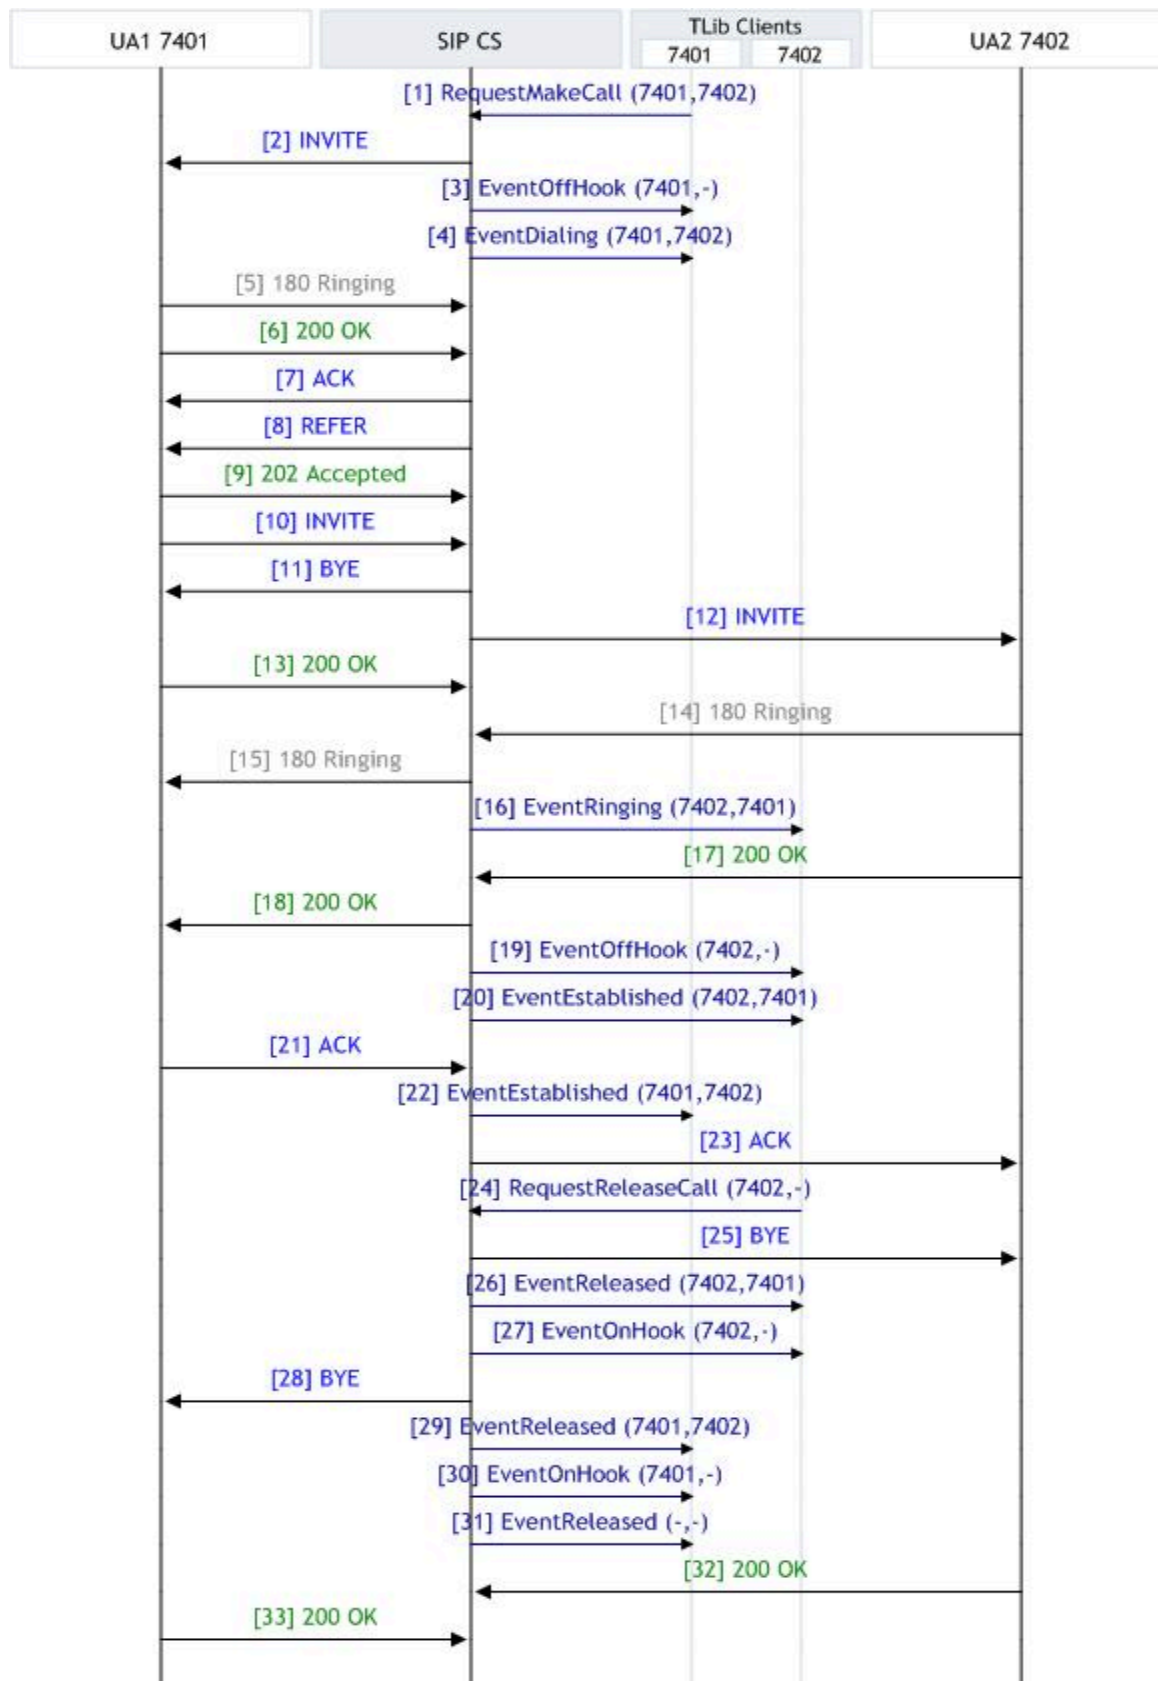 UA1 7401
SIP CS
TLib Clients
7401
7402
UA2 7402
[1] RequestMakeCall (7401,7402)
[2] INVITE
[3] EventOffHook (7401,-)
[4] EventDialing (7401,7402)
[5] 180 Ringing
[6] 200 OK
[7] ACK
[8] REFER
[9] 202 Accepted
[10] INVITE
[11] BYE
[12] INVITE
[13] 200 OK
[14] 180 Ringing
[15] 180 Ringing
[16] EventRinging (7402,7401)
[17] 200 OK
[18] 200 OK
[19] EventOffHook (7402,-)
[20] EventEstablished (7402,7401)
[21] ACK
[22] EventEstablished (7401,7402)
[23] ACK
[24] RequestReleaseCall (7402,-)
[25] BYE
[26] EventReleased (7402,7401)
[27] EventOnHook (7402,-)
[28] BYE
[29] EventReleased (7401,7402)
[30] EventOnHook (7401,-)
[31] EventReleased (-,-)
[32] 200 OK
[33] 200 OK